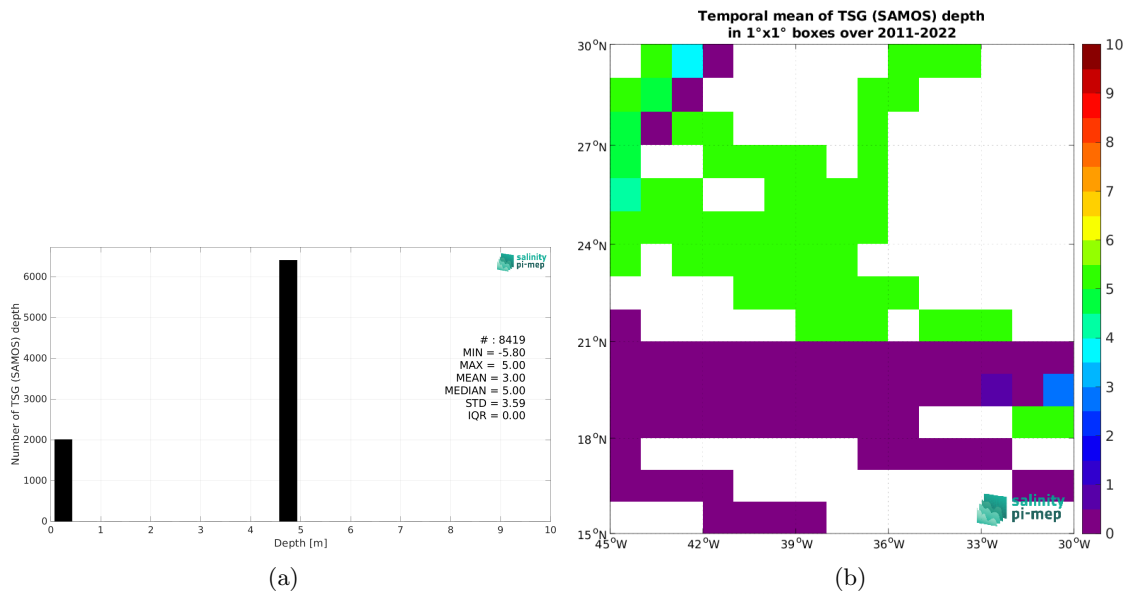 Number of TSG (SAMOS) depth
6000
5000
4000
3000
2000
1000
0
0 1 2 3 4 5 6 7 8 9 10
Depth [m]
salinity
pi-mep
# : 8419
MIN = -5.80
MAX = 5.00
MEAN = 3.00
MEDIAN = 5.00
STD = 3.59
IQR = 0.00
(a)
Temporal mean of TSG (SAMOS) depth
in 1°x1° boxes over 2011-2022
30°N
27°N
24°N
21°N
18°N
15°N
45°W 42°W 39°W 36°W 33°W 30°W
salinity
pi-mep
10
9
8
7
6
5
4
3
2
1
0
(b)